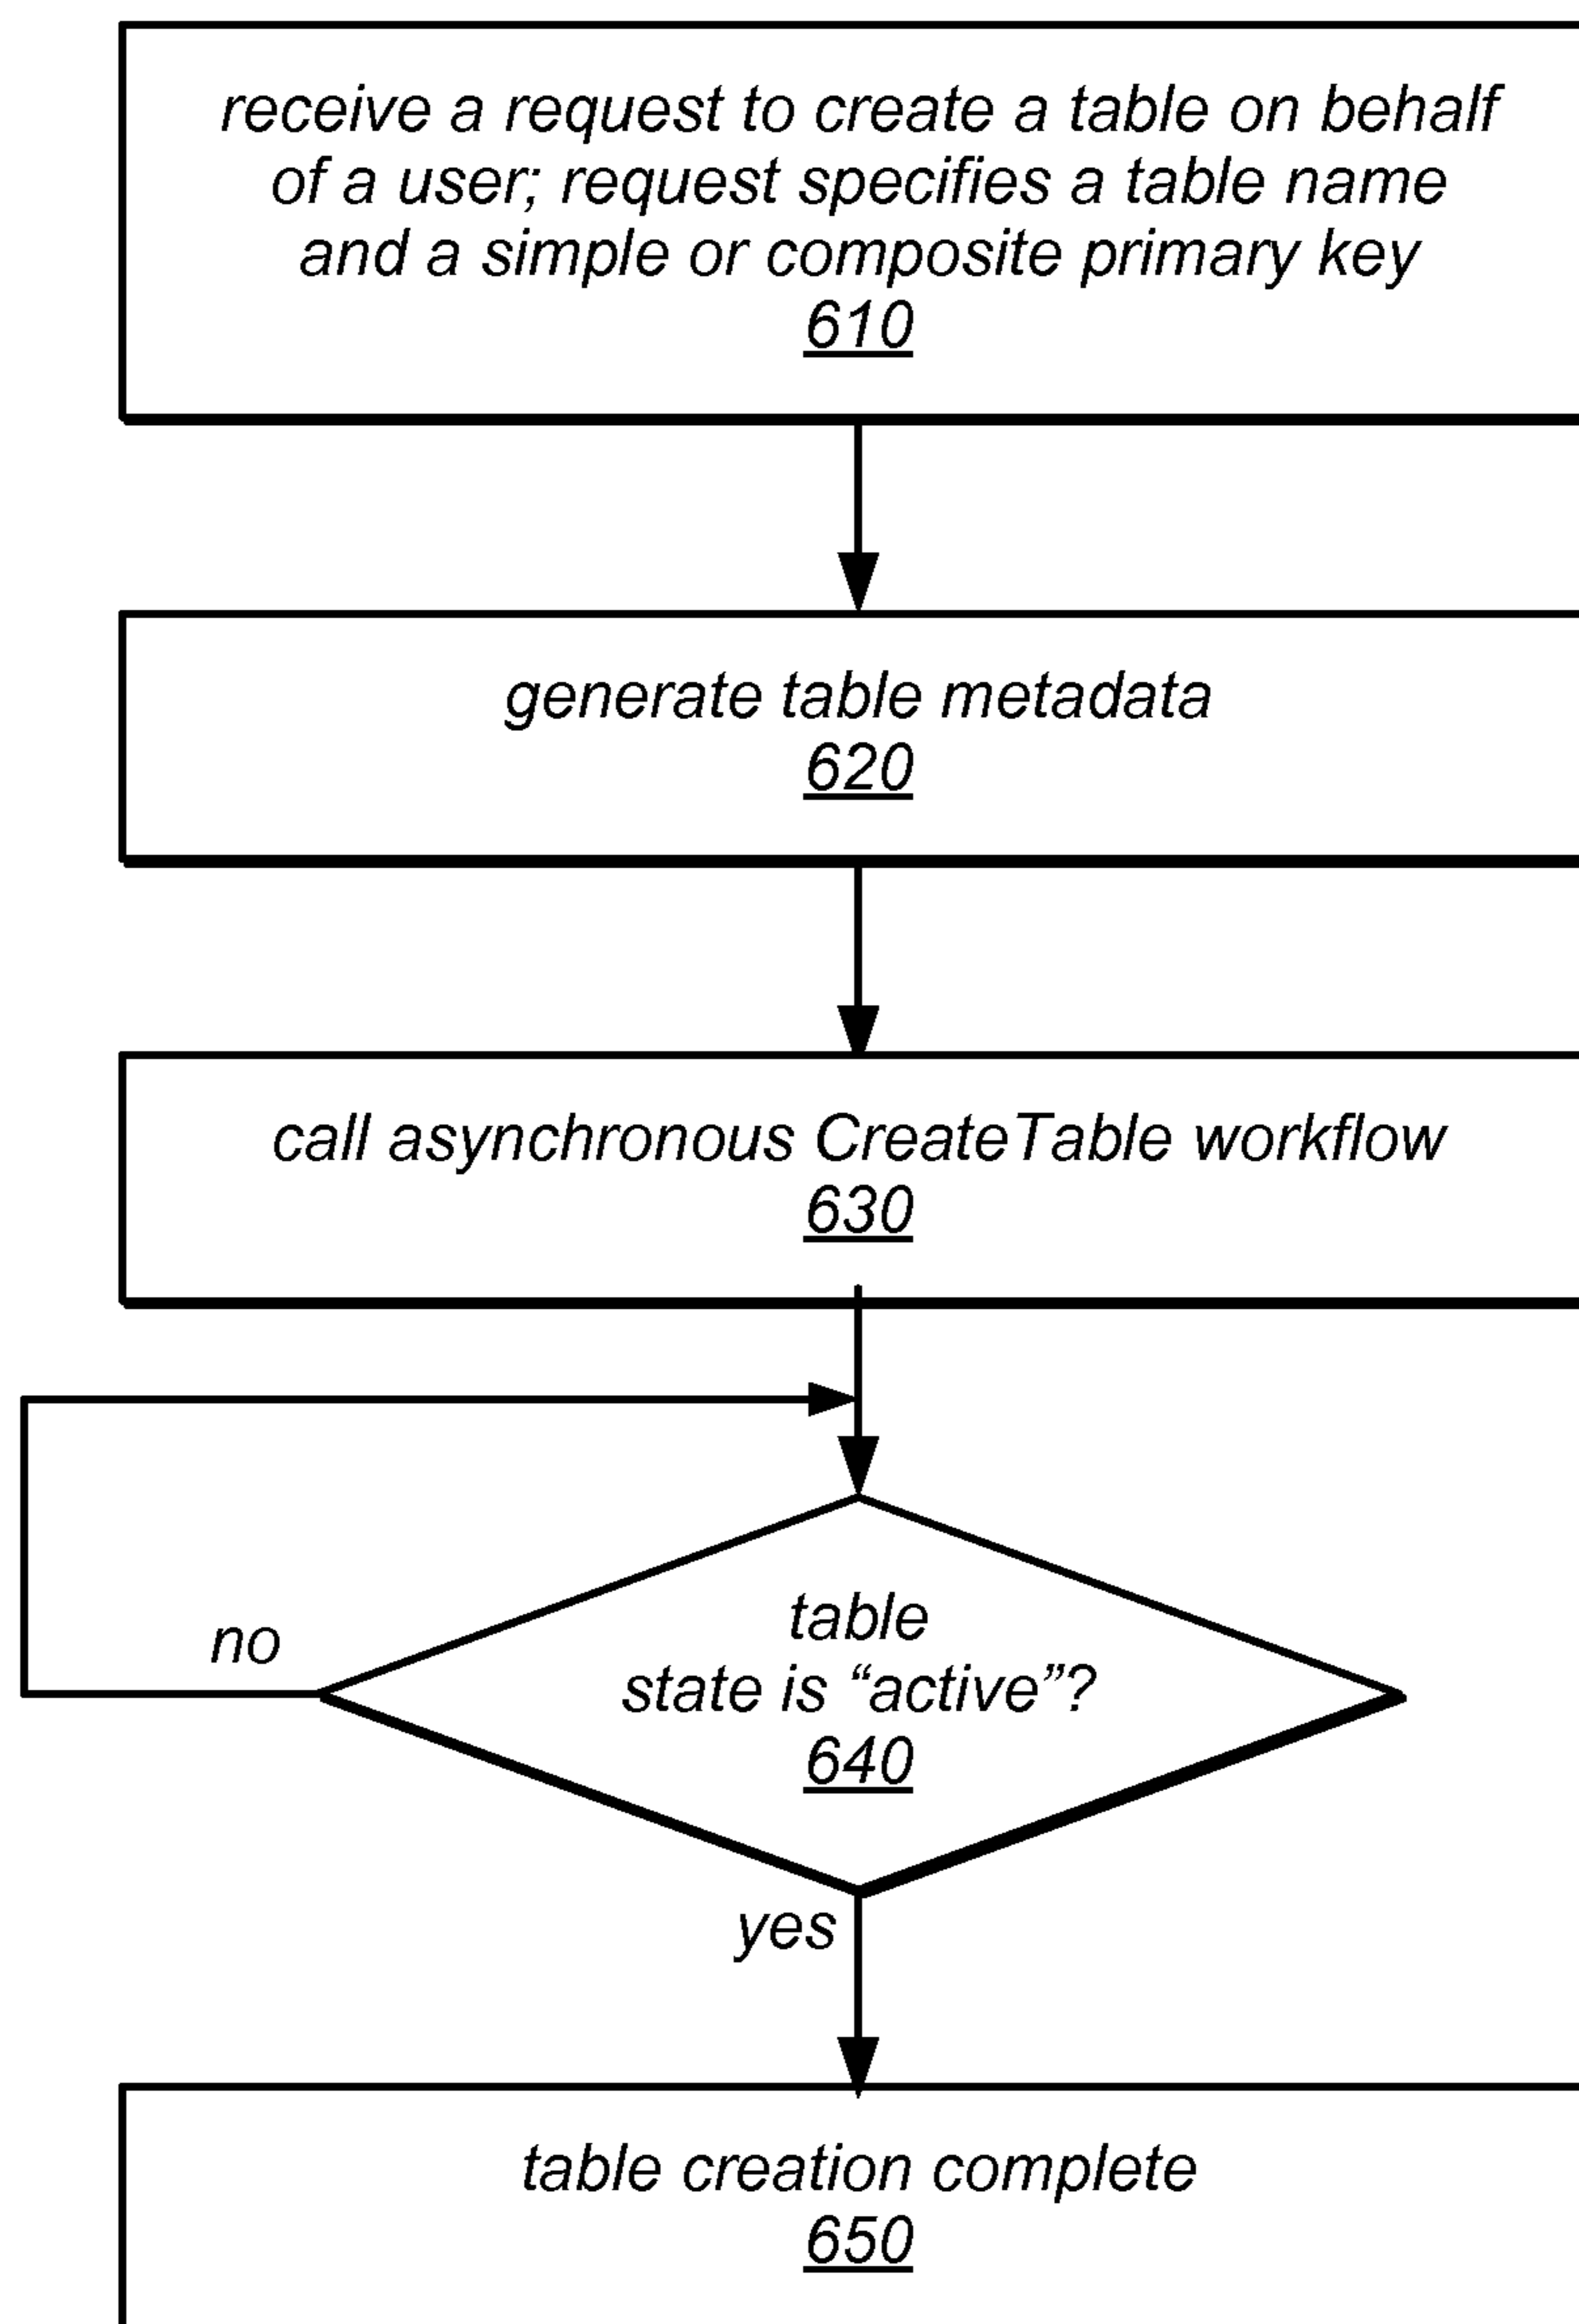 receive a request to create a table on behalf
of a user; request specifies a table name
and a simple or composite primary key
610
generate table metadata
620
call asynchronous CreateTable workflow
630
table
state is “active”?
640
no
yes
table creation complete
650